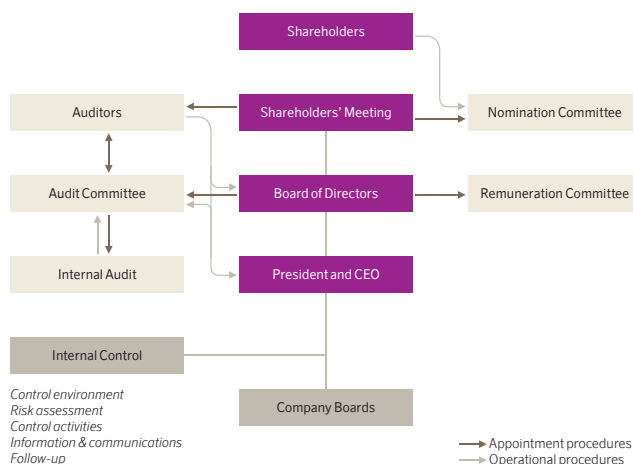 Shareholders
Auditors
Shareholders' Meeting
Nomination Committee
Audit Committee
Board of Directors
Remuneration Committee
Internal Audit
President and CEO
Internal Control
Company Boards
Control environment
Risk assessment
Control activities
Information & communications
Follow-up
Appointment procedures
Operational procedures